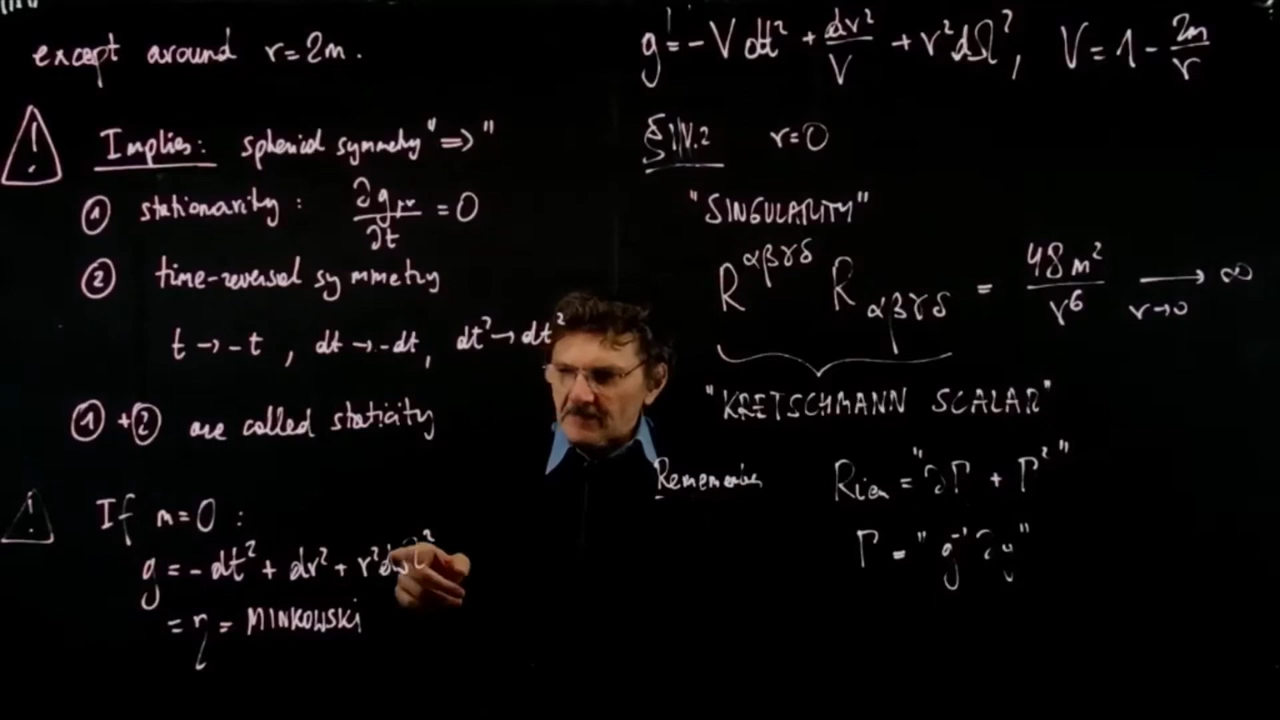 except around r=2m.
⚠ Implies: spherical symmetry "⇒"
① stationarity: ∂g_μν/∂t = 0
② time-reversal symmetry
t → -t, dt → -dt, dt² → dt²
① + ② are called staticity
⚠ If m=0:
g = -dt² + dr² + r²dΩ²
= η = MINKOWSKI
g = -V dt² + dr²/V + r²dΩ², V = 1 - 2m/r
§ IV.2 r=0
"SINGULARITY"
R^αβγδ R_αβγδ = 48m²/r⁶ → ∞
r→0
"KRETSCHMANN SCALAR"
Remember Riem = "∂Γ + Γ²"
Γ = "g⁻¹∂g"